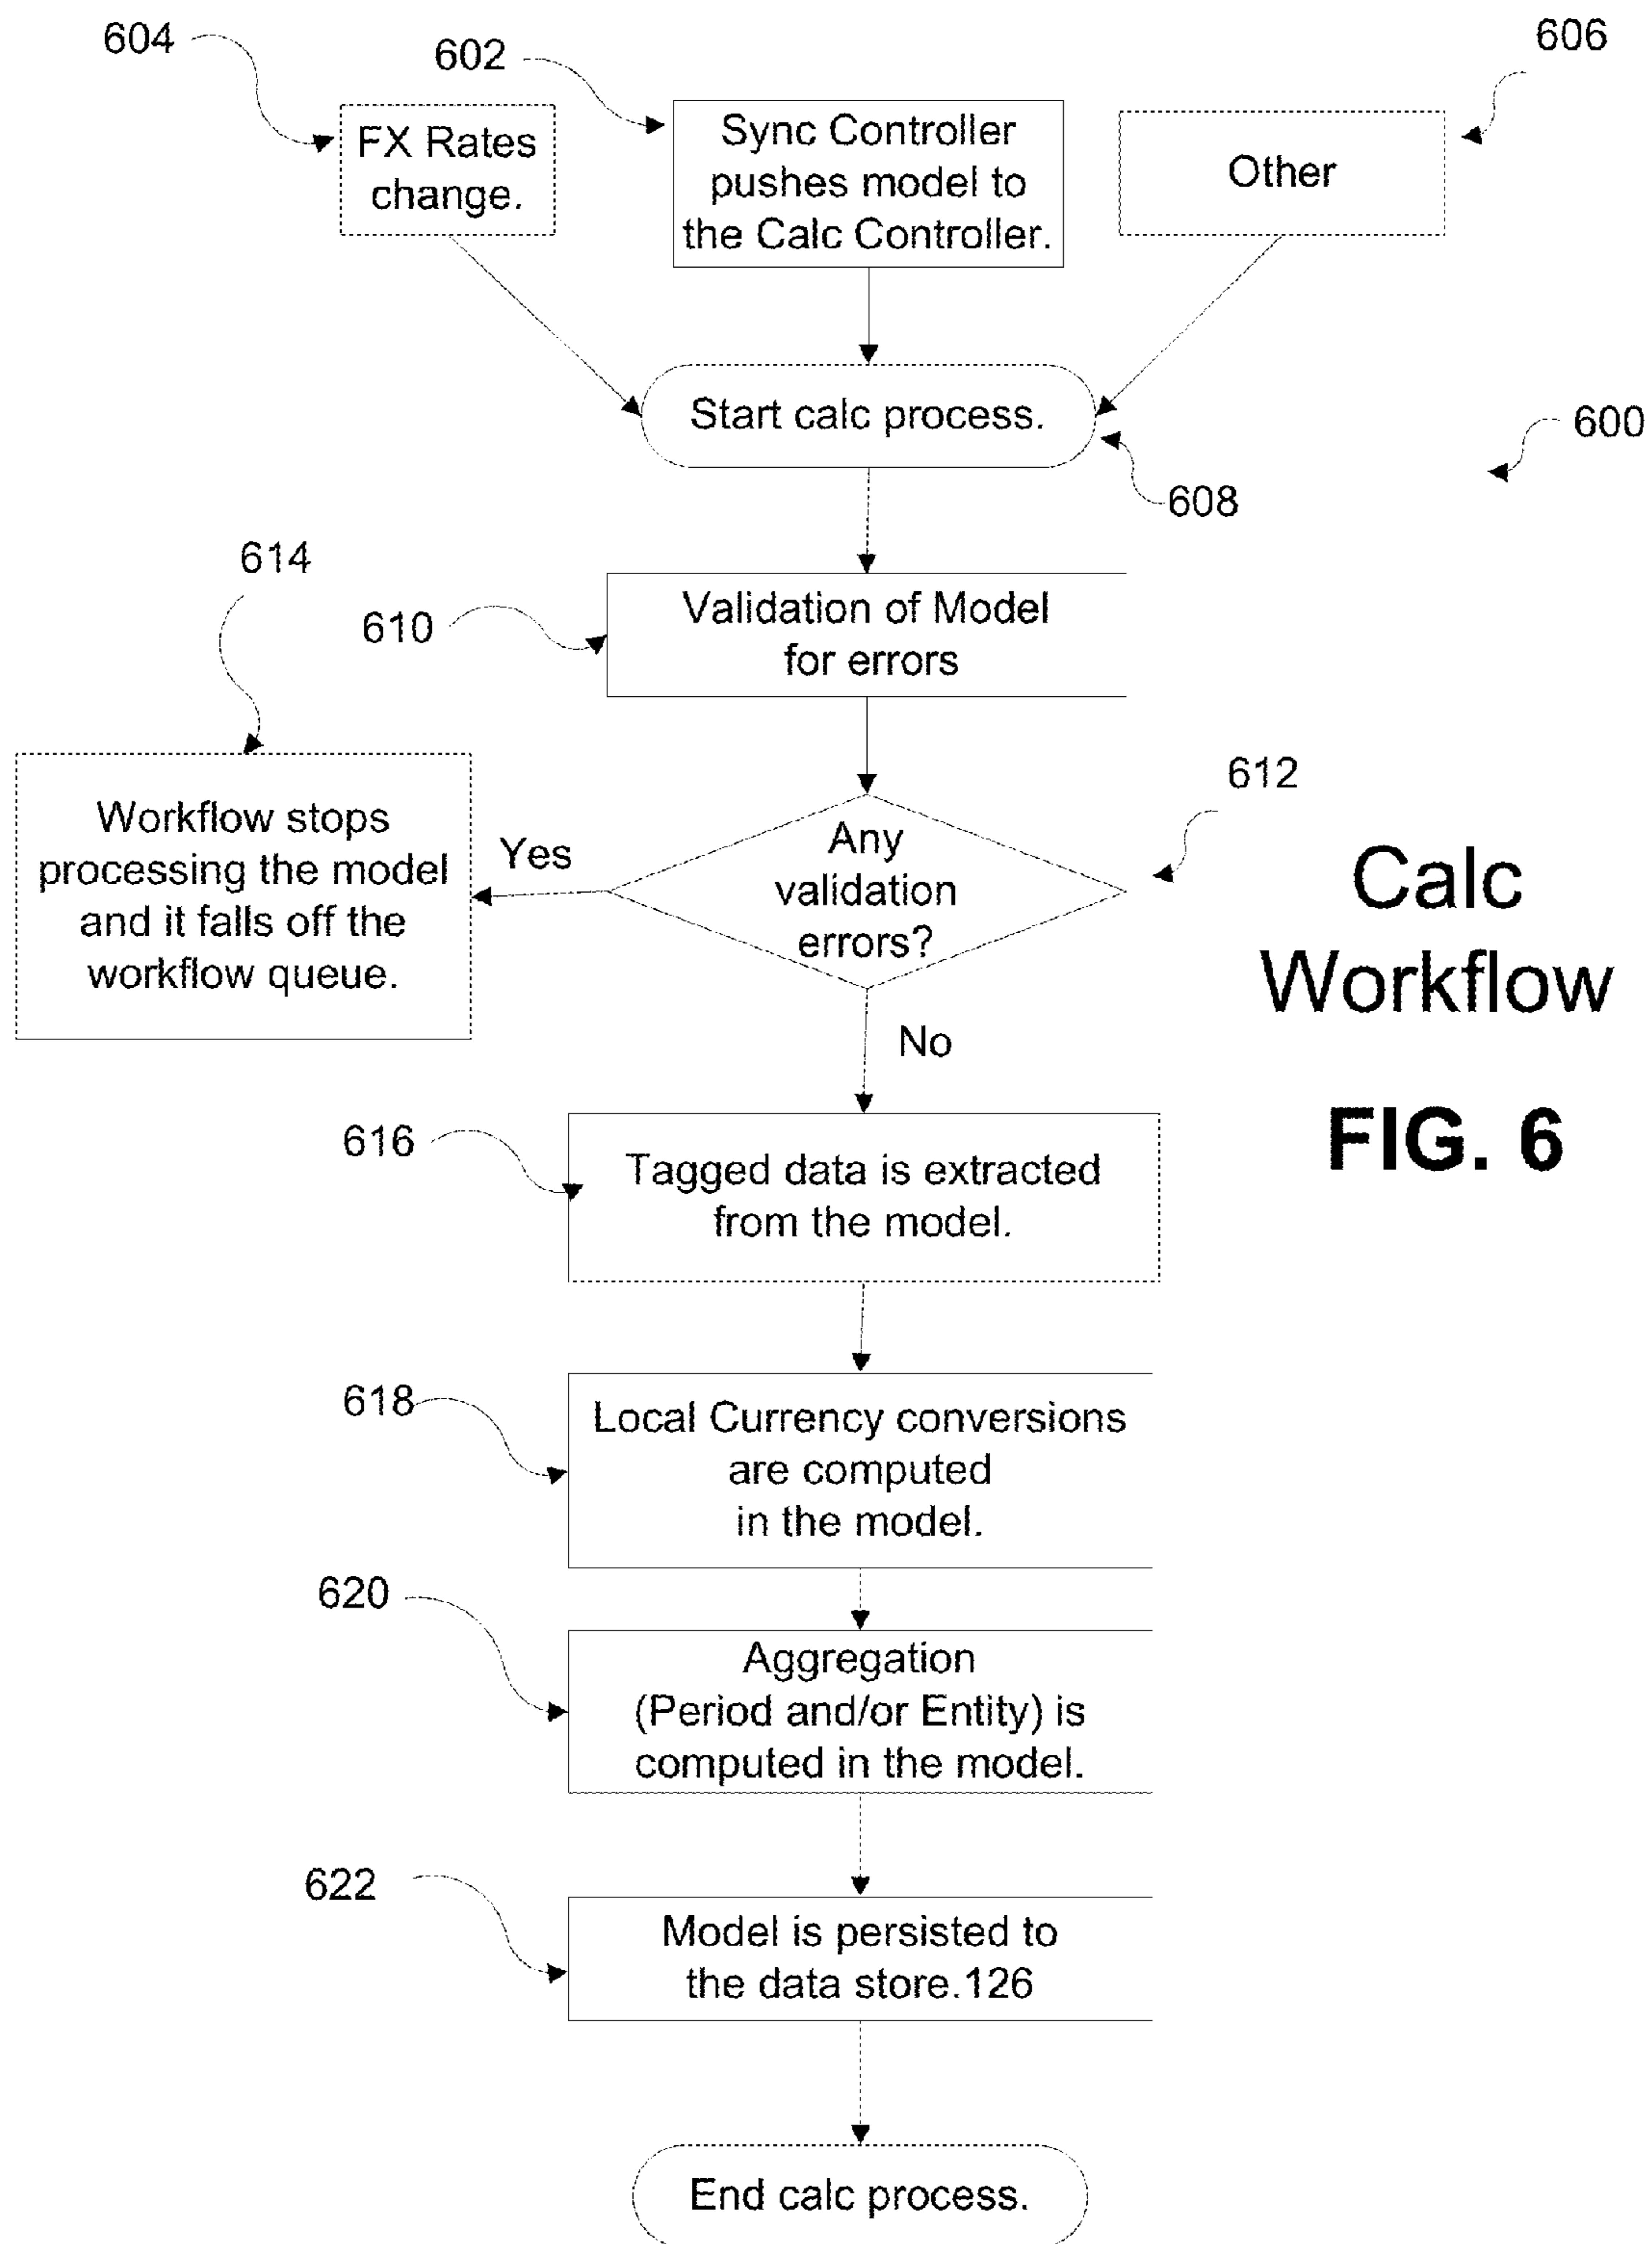 604
602
606
FX Rates
change.
Sync Controller
pushes model to
the Calc Controller.
Other
Start calc process.
600
608
614
610
Validation of Model
for errors
612
Workflow stops
processing the model
and it falls off the
workflow queue.
Yes
Any
validation
errors?
Calc
Workflow
No
FIG. 6
616
Tagged data is extracted
from the model.
618
Local Currency conversions
are computed
in the model.
620
Aggregation
(Period and/or Entity) is
computed in the model.
622
Model is persisted to
the data store.126
End calc process.